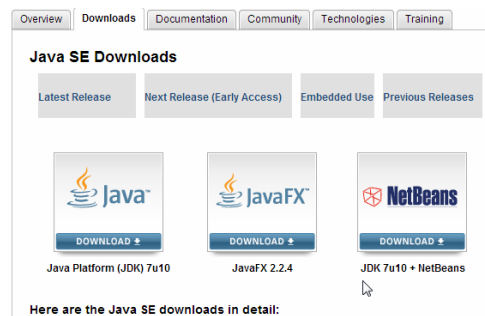 Overview Downloads Documentation Community Technologies Training
Java SE Downloads
Latest Release Next Release (Early Access) Embedded Use Previous Releases
Java™ JavaFX™ NetBeans
DOWNLOAD DOWNLOAD DOWNLOAD
Java Platform (JDK) 7u10 JavaFX 2.2.4 JDK 7u10 + NetBeans
Here are the Java SE downloads in detail: